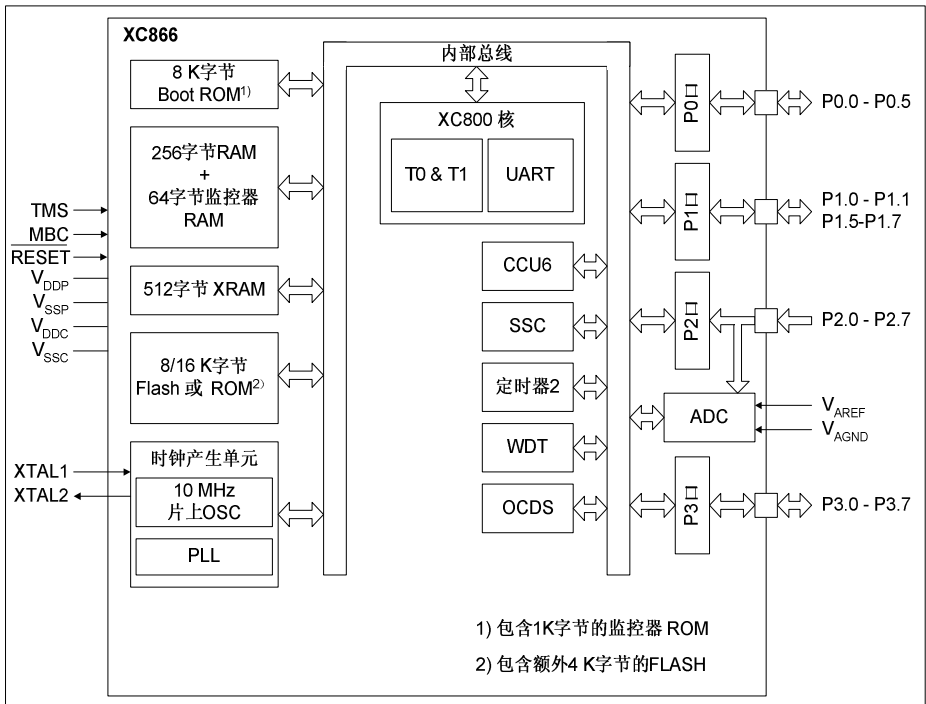 XC866
内部总线
8 K字节
Boot ROM1)
256字节RAM
+
64字节监控器
RAM
512字节 XRAM
8/16 K字节
Flash 或 ROM2)
时钟产生单元
10 MHz
片上OSC
PLL
TMS
MBC
RESET
VDDP
VSSP
VDDC
VSSC
XTAL1
XTAL2
XC800 核
T0 & T1
UART
CCU6
SSC
定时器2
WDT
OCDS
P0口
P1口
P2口
ADC
P3口
P0.0 - P0.5
P1.0 - P1.1
P1.5-P1.7
P2.0 - P2.7
VAREF
VAGND
P3.0 - P3.7
1) 包含1K字节的监控器 ROM
2) 包含额外4 K字节的FLASH